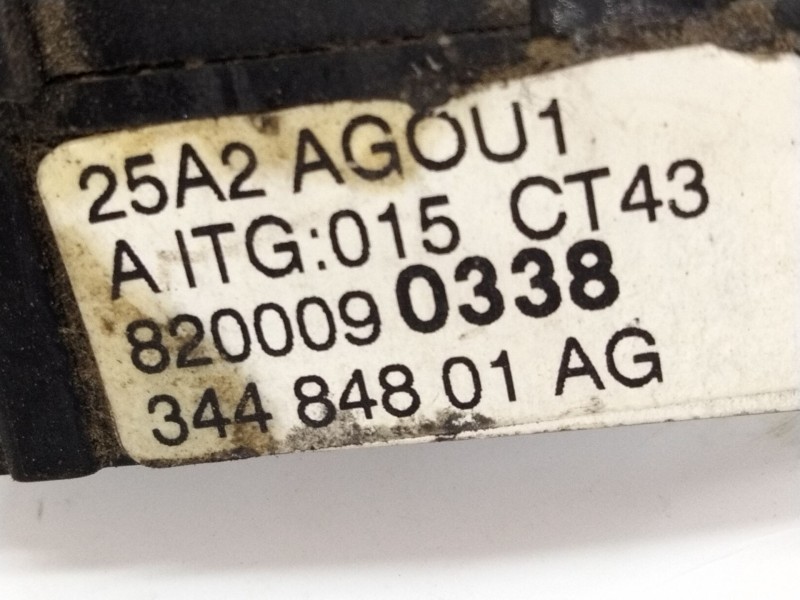 25A2 AGOU1
A ITG:015 CT43
8200090338
344 848 01 AG